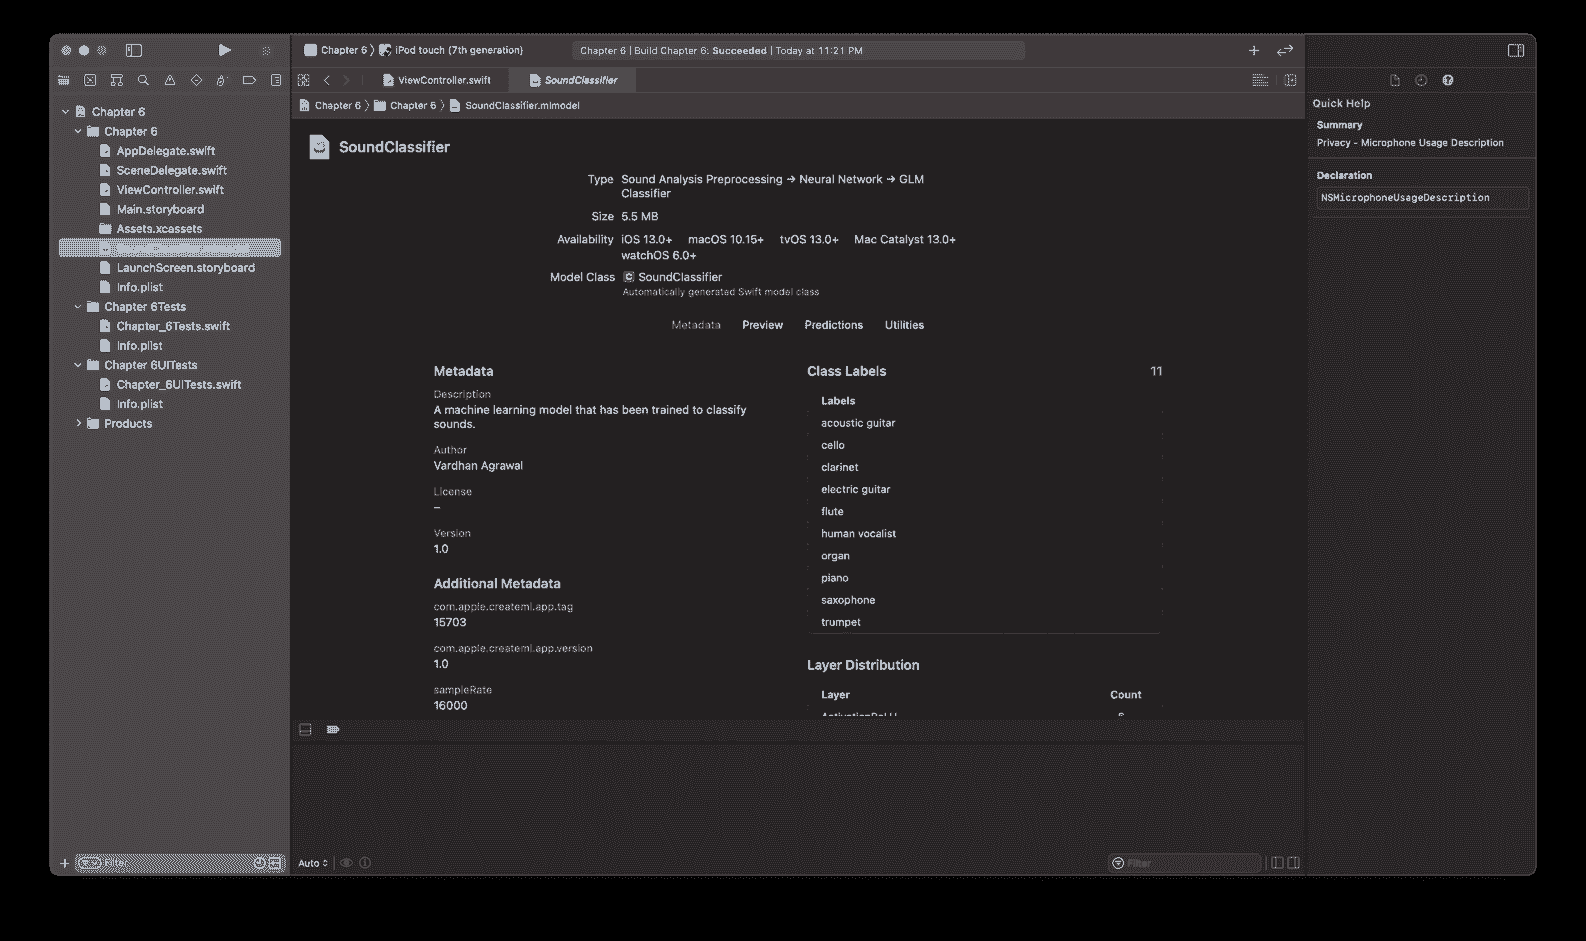 Chapter 6 〉 iPod touch (7th generation)
Chapter 6 | Build Chapter 6: Succeeded | Today at 11:21 PM
ViewController.swift
SoundClassifier
Chapter 6 〉 Chapter 6 〉 SoundClassifier.mlmodel
Chapter 6
Chapter 6
AppDelegate.swift
SceneDelegate.swift
ViewController.swift
Main.storyboard
Assets.xcassets
LaunchScreen.storyboard
Info.plist
Chapter 6Tests
Chapter_6Tests.swift
Info.plist
Chapter 6UITests
Chapter_6UITests.swift
Info.plist
Products
Filter
SoundClassifier
Type Sound Analysis Preprocessing → Neural Network → GLM
Classifier
Size 5.5 MB
Availability iOS 13.0+ macOS 10.15+ tvOS 13.0+ Mac Catalyst 13.0+
watchOS 6.0+
Model Class C SoundClassifier
Automatically generated Swift model class
Metadata Preview Predictions Utilities
Metadata
Description
A machine learning model that has been trained to classify
sounds.
Author
Vardhan Agrawal
License
–
Version
1.0
Additional Metadata
com.apple.createml.app.tag
15703
com.apple.createml.app.version
1.0
sampleRate
16000
Class Labels 11
Labels
acoustic guitar
cello
clarinet
electric guitar
flute
human vocalist
organ
piano
saxophone
trumpet
Layer Distribution
Layer Count
Auto
Filter
Quick Help
Summary
Privacy - Microphone Usage Description
Declaration
NSMicrophoneUsageDescription